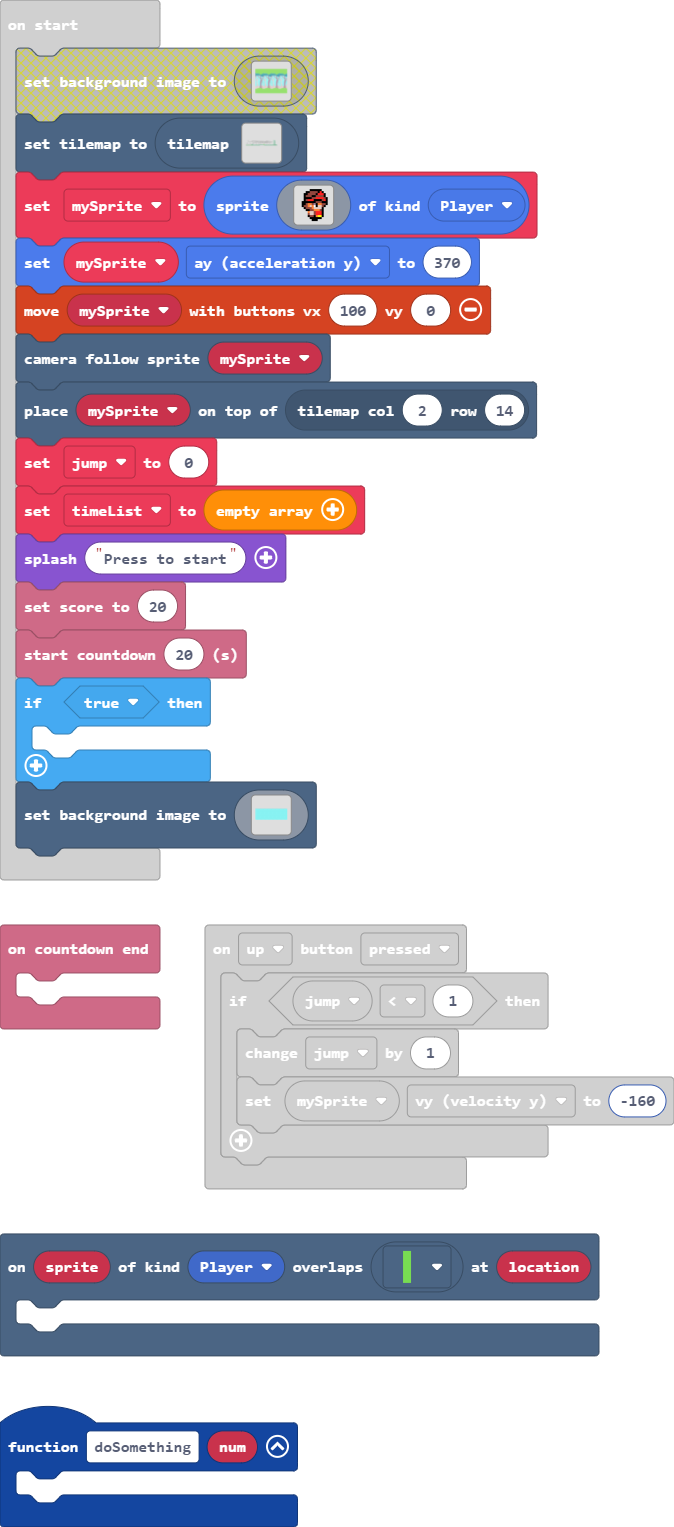 on start
set background image to
set tilemap to tilemap
set mySprite to sprite of kind Player
set mySprite ay (acceleration y) to 370
move mySprite with buttons vx 100 vy 0
camera follow sprite mySprite
place mySprite on top of tilemap col 2 row 14
set jump to 0
set timeList to empty array
splash "Press to start"
set score to 20
start countdown 20 (s)
if true then
set background image to
on countdown end
on up button pressed
if jump < 1 then
change jump by 1
set mySprite vy (velocity y) to -160
on sprite of kind Player overlaps at location
function doSomething num